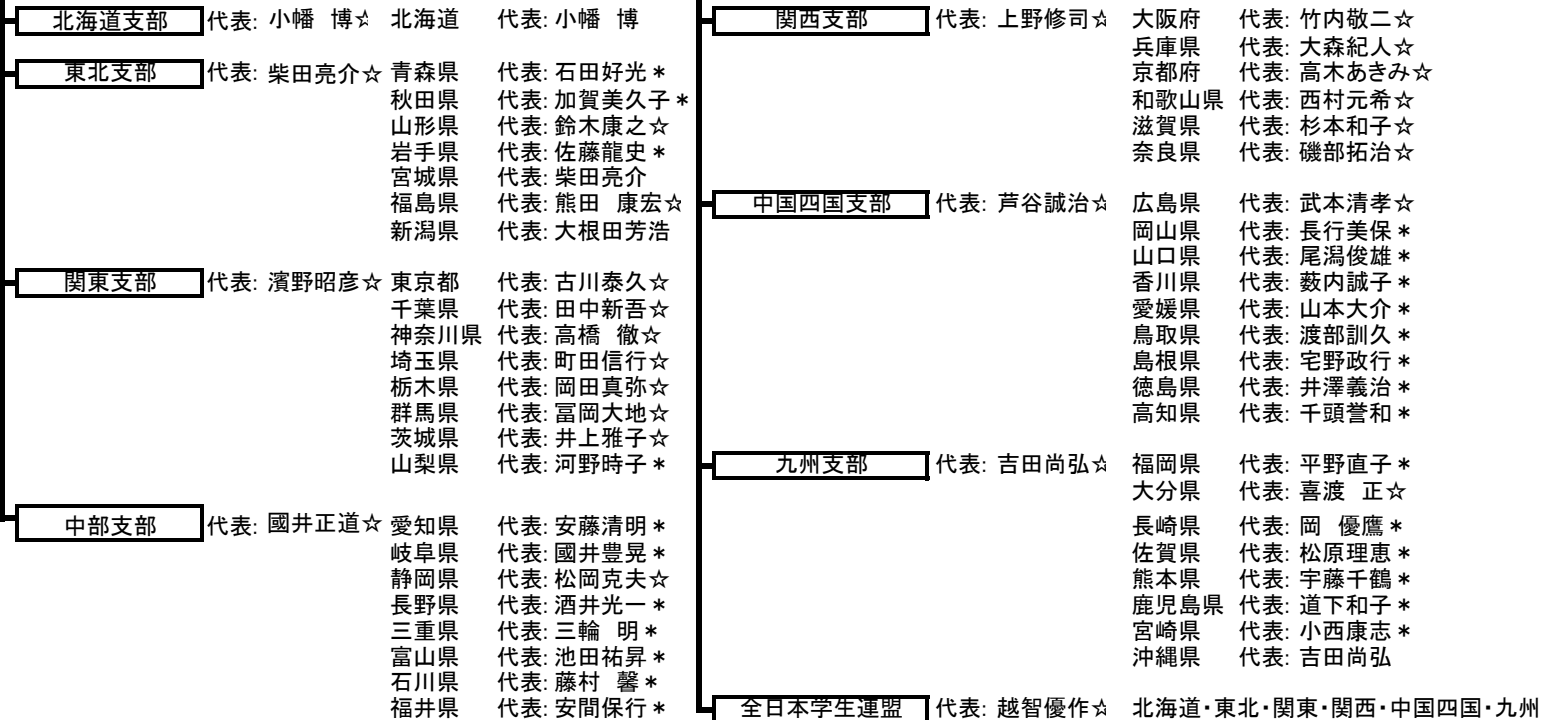 北海道支部 代表: 小幡 博☆ 北海道 代表: 小幡 博
東北支部 代表: 柴田亮介☆ 青森県 代表: 石田好光*
秋田県 代表: 加賀美久子*
山形県 代表: 鈴木康之☆
岩手県 代表: 佐藤龍史*
宮城県 代表: 柴田亮介
福島県 代表: 熊田 康宏☆
新潟県 代表: 大根田芳浩
関東支部 代表: 濱野昭彦☆ 東京都 代表: 古川泰久☆
千葉県 代表: 田中新吾☆
神奈川県 代表: 高橋 徹☆
埼玉県 代表: 町田信行☆
栃木県 代表: 岡田真弥☆
群馬県 代表: 冨岡大地☆
茨城県 代表: 井上雅子☆
山梨県 代表: 河野時子*
中部支部 代表: 國井正道☆ 愛知県 代表: 安藤清明*
岐阜県 代表: 國井豊晃*
静岡県 代表: 松岡克夫☆
長野県 代表: 酒井光一*
三重県 代表: 三輪 明*
富山県 代表: 池田祐昇*
石川県 代表: 藤村 馨*
福井県 代表: 安間保行*
関西支部 代表: 上野修司☆ 大阪府 代表: 竹内敬二☆
兵庫県 代表: 大森紀人☆
京都府 代表: 高木あきみ☆
和歌山県 代表: 西村元希☆
滋賀県 代表: 杉本和子☆
奈良県 代表: 磯部拓治☆
中国四国支部 代表: 芦谷誠治☆ 広島県 代表: 武本清孝☆
岡山県 代表: 長行美保*
山口県 代表: 尾潟俊雄*
香川県 代表: 薮内誠子*
愛媛県 代表: 山本大介*
鳥取県 代表: 渡部訓久*
島根県 代表: 宅野政行*
徳島県 代表: 井澤義治*
高知県 代表: 千頭誉和*
九州支部 代表: 吉田尚弘☆ 福岡県 代表: 平野直子*
大分県 代表: 喜渡 正☆
長崎県 代表: 岡 優鷹*
佐賀県 代表: 松原理恵*
熊本県 代表: 宇藤千鶴*
鹿児島県 代表: 道下和子*
宮崎県 代表: 小西康志*
沖縄県 代表: 吉田尚弘
全日本学生連盟 代表: 越智優作☆ 北海道・東北・関東・関西・中国四国・九州